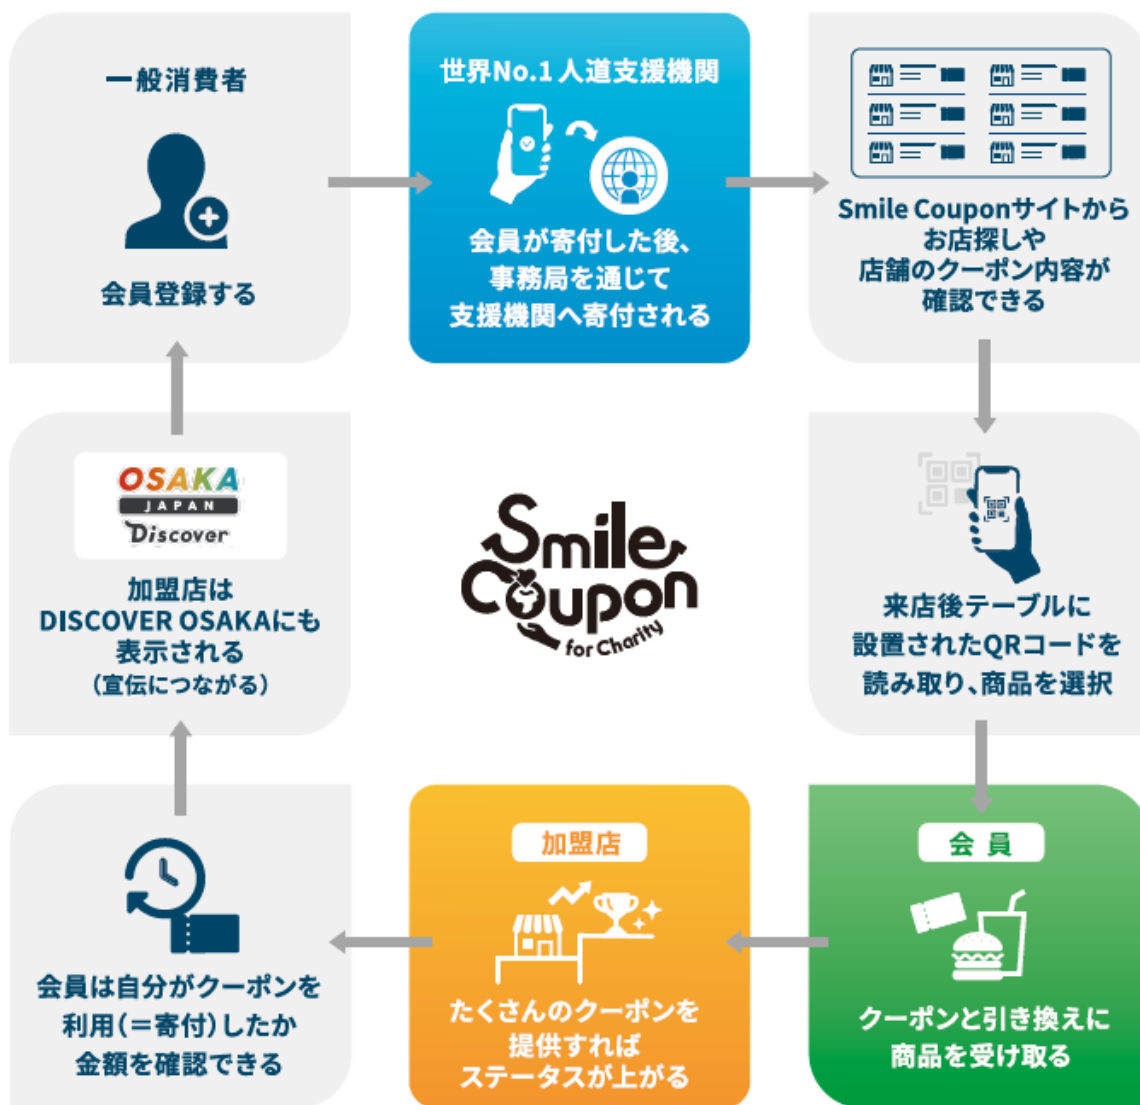 一般消費者
会員登録する
世界No.1 人道支援機関
会員が寄付した後、
事務局を通じて
支援機関へ寄付される
Smile Couponサイトから
お店探しや
店舗のクーポン内容が
確認できる
来店後テーブルに
設置されたQRコードを
読み取り、商品を選択
会員
クーポンと引き換えに
商品を受け取る
加盟店
たくさんのクーポンを
提供すれば
ステータスが上がる
会員は自分がクーポンを
利用(＝寄付)したか
金額を確認できる
OSAKA
JAPAN
Discover
加盟店は
DISCOVER OSAKAにも
表示される
(宣伝につながる)
Smile
Coupon
for Charity